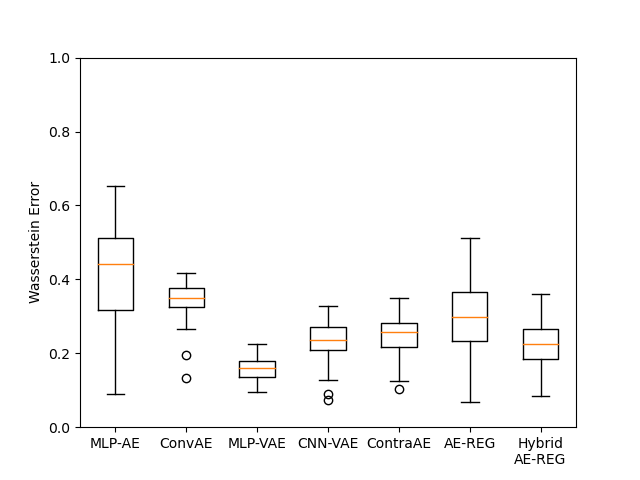 1.0
0.8
0.6
0.4
0.2
0.0
Wasserstein Error
MLP-AE ConvAE MLP-VAE CNN-VAE ContraAE AE-REG Hybrid
AE-REG